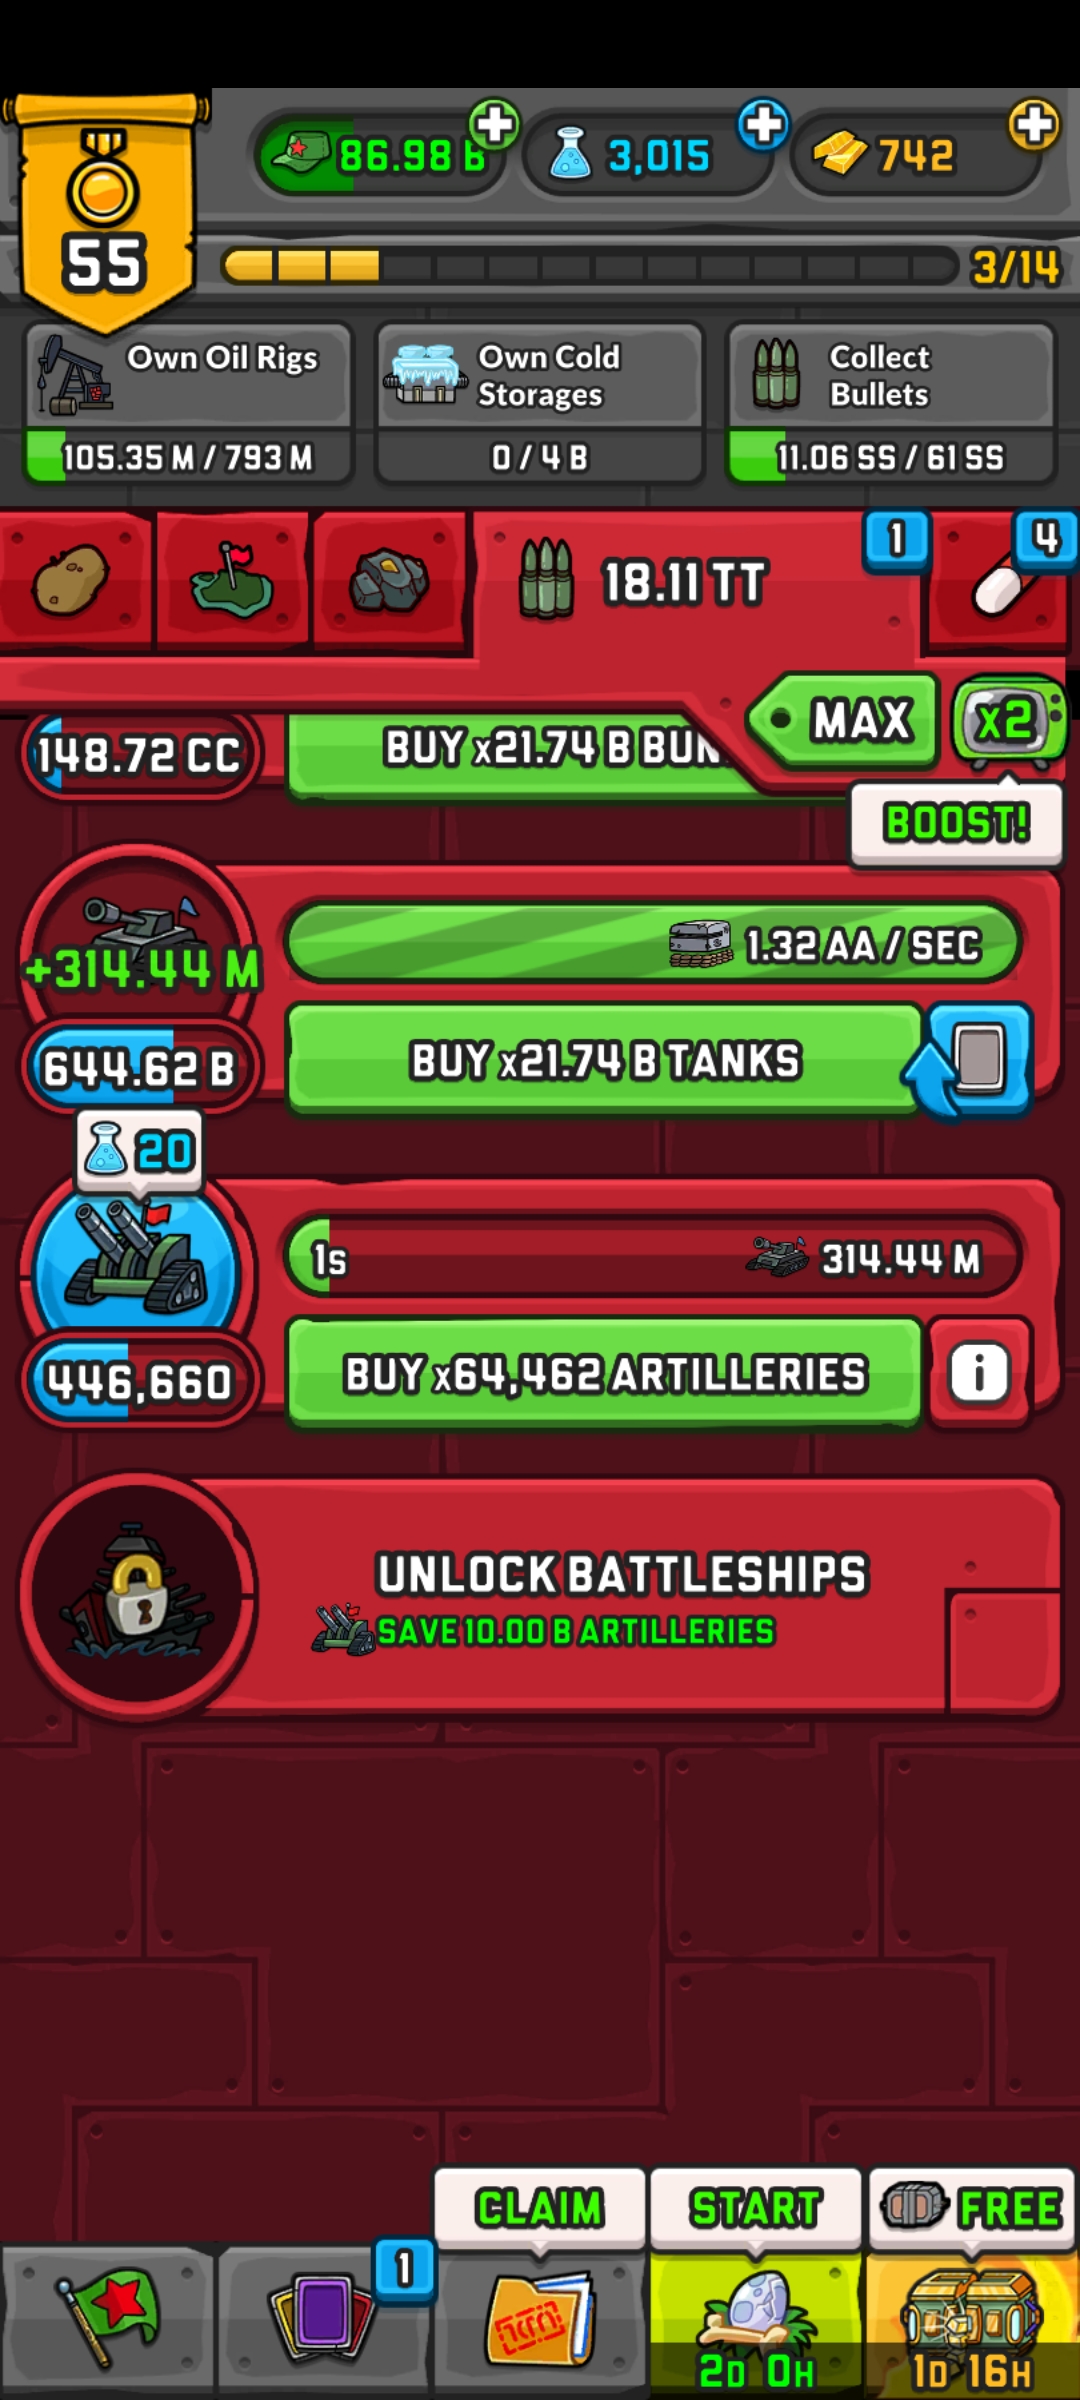 86.98 B
3,015
742
55
3/14
Own Oil Rigs
105.35 M / 793 M
Own Cold
Storages
0 / 4 B
Collect
Bullets
11.06 SS / 61 SS
18.11 TT
1
4
MAX
x2
BOOST!
148.72 CC
BUY x21.74 B BUN
+314.44 M
1.32 AA / SEC
644.62 B
BUY x21.74 B TANKS
20
1s
314.44 M
446,660
BUY x64,462 ARTILLERIES
i
UNLOCK BATTLESHIPS
SAVE 10.00 B ARTILLERIES
CLAIM
START
FREE
1
2D 0H
1D 16H